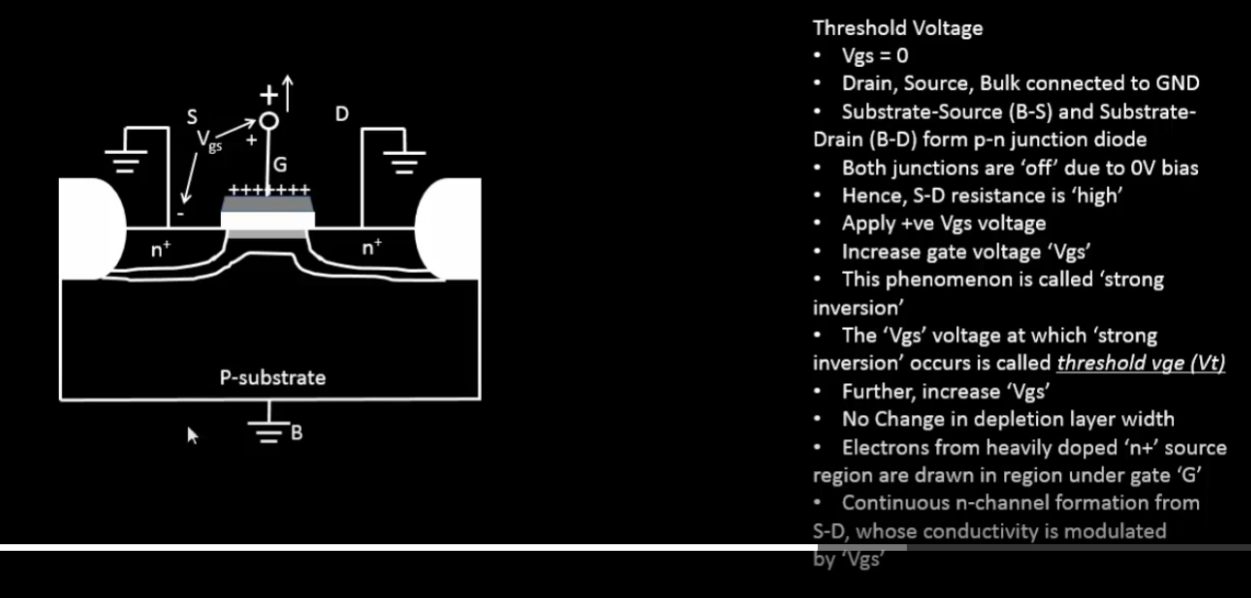 Threshold Voltage
• Vgs = 0
• Drain, Source, Bulk connected to GND
• Substrate-Source (B-S) and Substrate-
Drain (B-D) form p-n junction diode
• Both junctions are ‘off’ due to 0V bias
• Hence, S-D resistance is ‘high’
• Apply +ve Vgs voltage
• Increase gate voltage ‘Vgs’
• This phenomenon is called ‘strong
inversion’
• The ‘Vgs’ voltage at which ‘strong
inversion’ occurs is called threshold vge (Vt)
• Further, increase ‘Vgs’
• No Change in depletion layer width
• Electrons from heavily doped ‘n+’ source
region are drawn in region under gate ‘G’
• Continuous n-channel formation from
S-D, whose conductivity is modulated
by ‘Vgs’
+
S
D
Vgs
+
G
+++++++
-
n+
n+
P-substrate
B